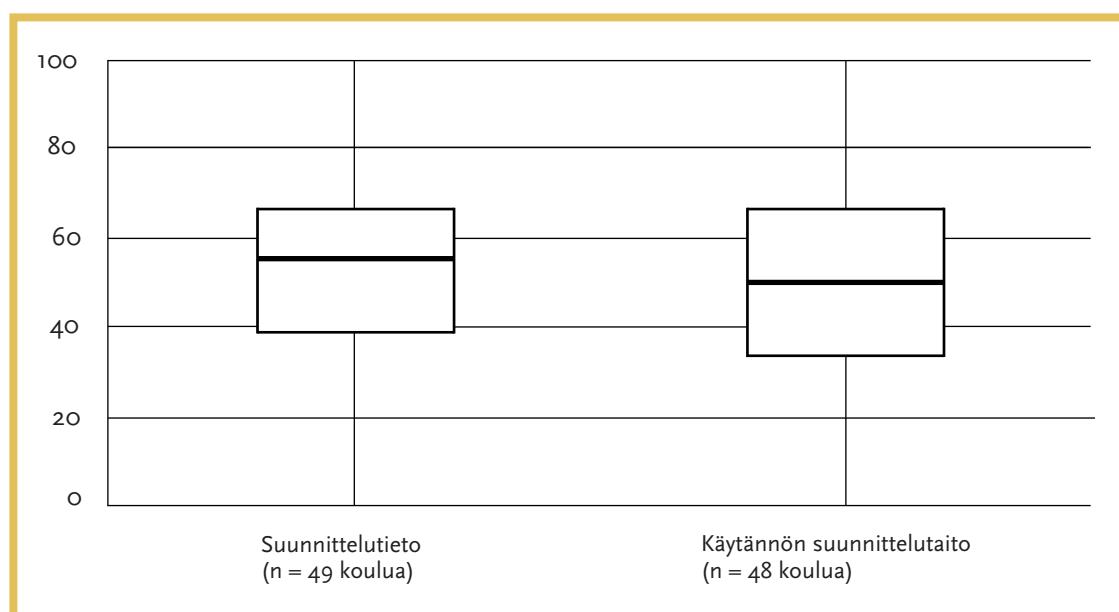 100
80
60
40
20
0
Suunnittelutieto
(n = 49 koulua)
Käytännön suunnittelutaito
(n = 48 koulua)